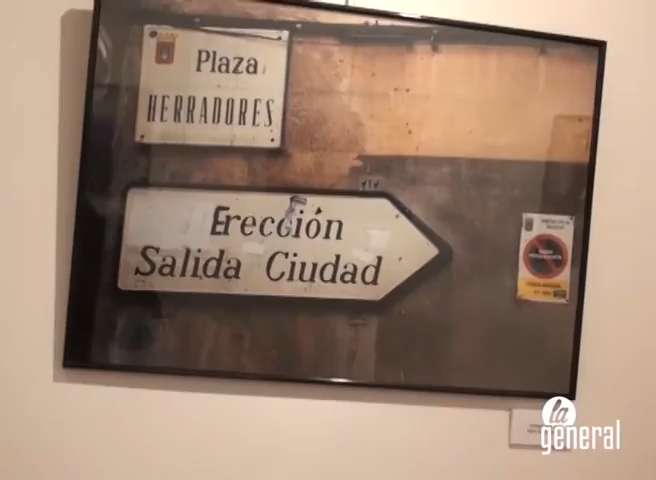 Plaza
HERRADORES
Erección
Salida Ciudad
la
general